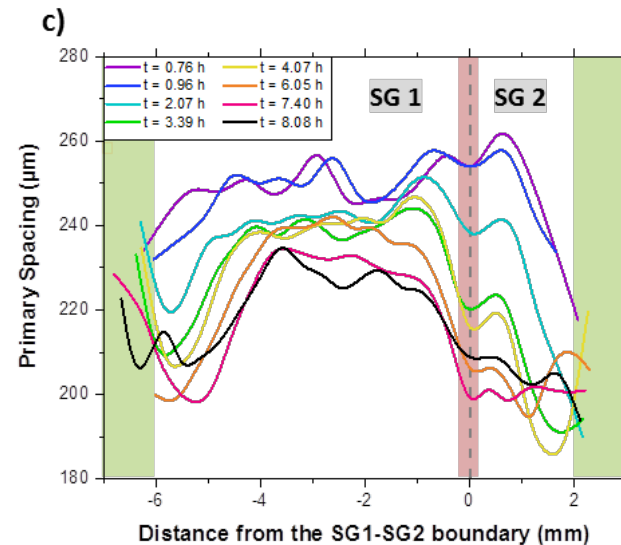 c)
280
260
240
220
200
180
Primary Spacing (µm)
t = 0.76 h
t = 0.96 h
t = 2.07 h
t = 3.39 h
t = 4.07 h
t = 6.05 h
t = 7.40 h
t = 8.08 h
SG 1
SG 2
-6 -4 -2 0 2
Distance from the SG1-SG2 boundary (mm)